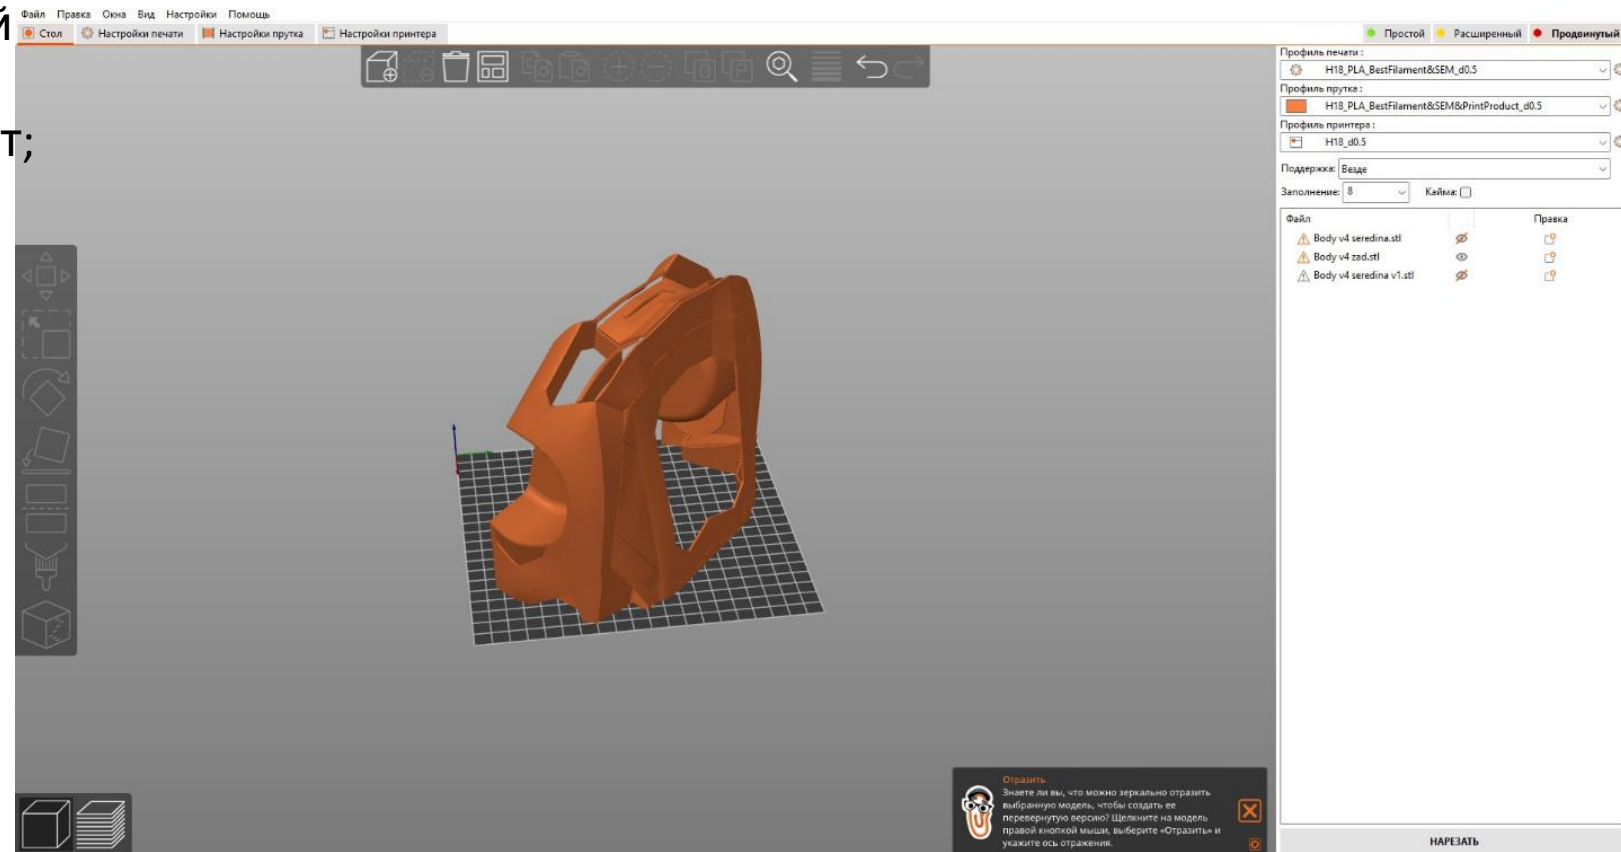 й
т;
Файл Правка Окна Вид Настройки Помощь
Стол Настройки печати Настройки прутка Настройки принтера
Простой Расширенный Продвинутый
Профиль печати :
H18_PLA_BestFilament&SEM_d0.5
Профиль прутка :
H18_PLA_BestFilament&SEM&PrintProduct_d0.5
Профиль принтера :
H18_d0.5
Поддержка: Везде
Заполнение: 8 Кайма:
Файл Правка
Body v4 seredina.stl
Body v4 zad.stl
Body v4 seredina v1.stl
Отразить
Знаете ли вы, что можно зеркально отразить
выбранную модель, чтобы создать ее
перевернутую версию? Щелкните на модель
правой кнопкой мыши, выберите «Отразить» и
укажите ось отражения.
НАРЕЗАТЬ